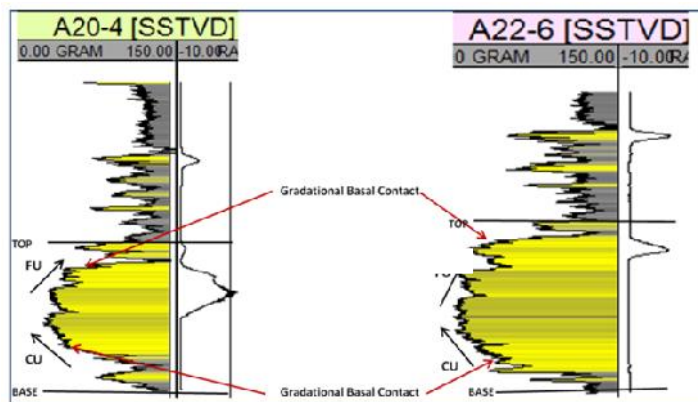 A20-4 [SSTVD]
0.00 GRAM 150.00 -10.00
A22-6 [SSTVD]
0 GRAM 150.00 -10.00
Gradational Basal Contact
TOP
TOP
FU
CU
CU
BASE
Gradational Basal Contact
BASE